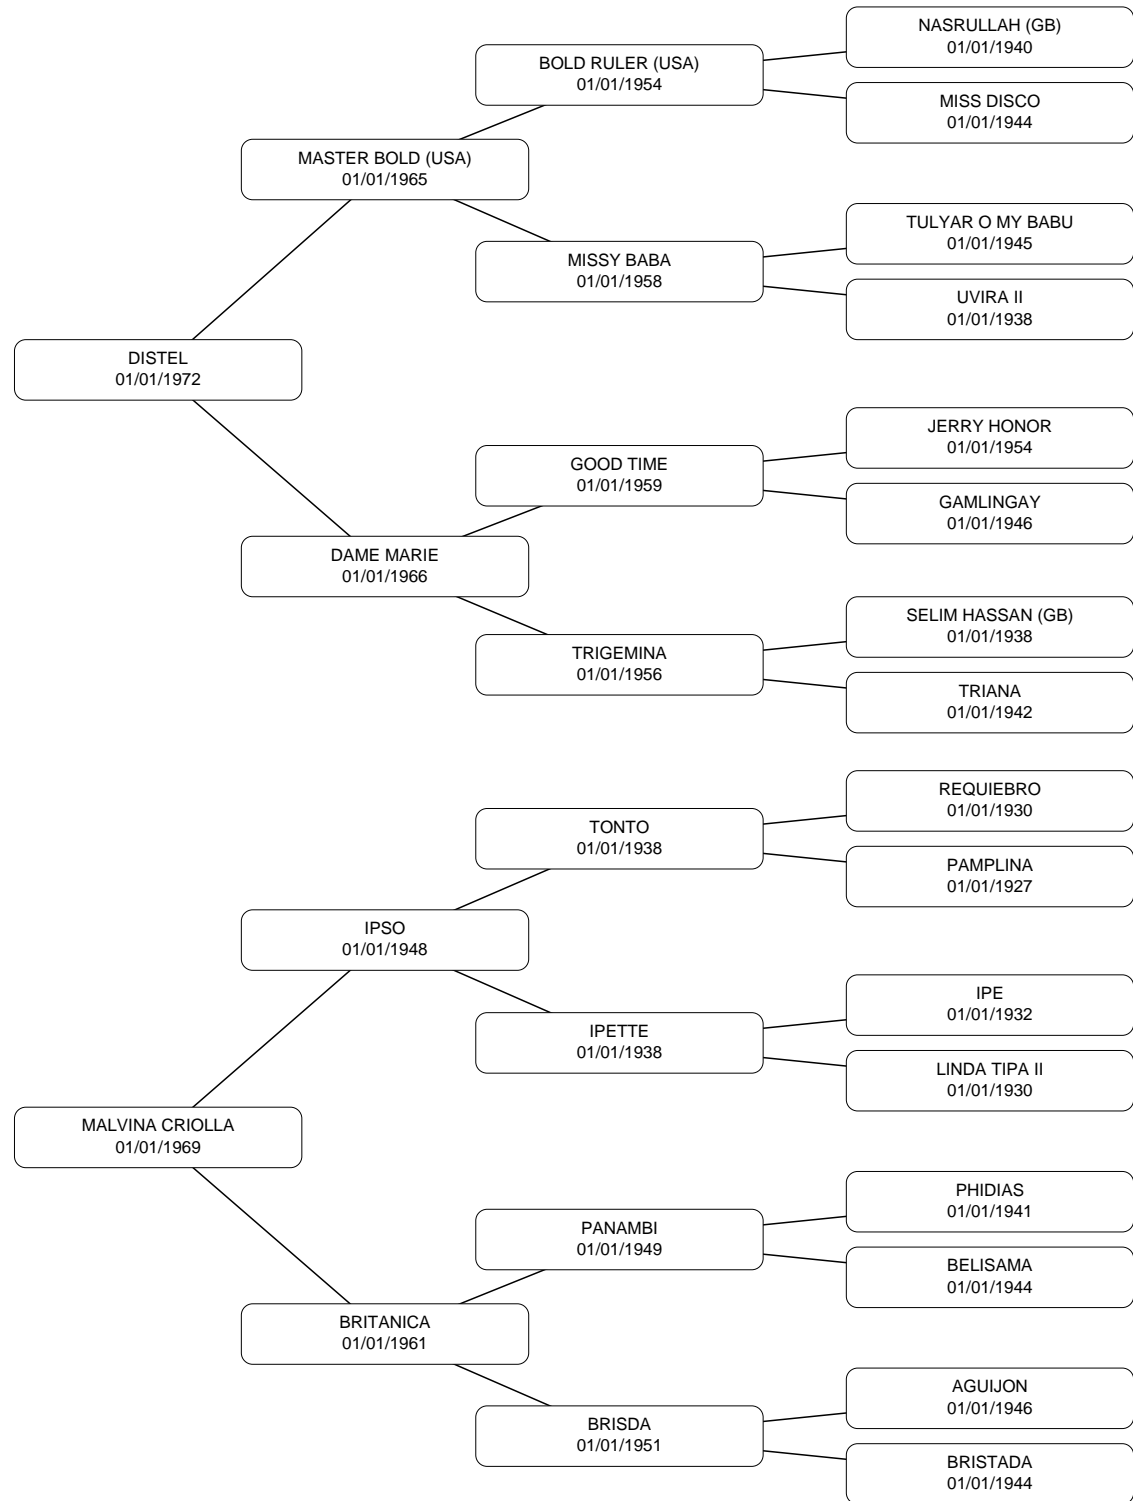 NASRULLAH (GB)
01/01/1940
BOLD RULER (USA)
01/01/1954
MISS DISCO
01/01/1944
MASTER BOLD (USA)
01/01/1965
TULYAR O MY BABU
01/01/1945
MISSY BABA
01/01/1958
UVIRA II
01/01/1938
DISTEL
01/01/1972
JERRY HONOR
01/01/1954
GOOD TIME
01/01/1959
GAMLINGAY
01/01/1946
DAME MARIE
01/01/1966
SELIM HASSAN (GB)
01/01/1938
TRIGEMINA
01/01/1956
TRIANA
01/01/1942
REQUIEBRO
01/01/1930
TONTO
01/01/1938
PAMPLINA
01/01/1927
IPSO
01/01/1948
IPE
01/01/1932
IPETTE
01/01/1938
LINDA TIPA II
01/01/1930
MALVINA CRIOLLA
01/01/1969
PHIDIAS
01/01/1941
PANAMBI
01/01/1949
BELISAMA
01/01/1944
BRITANICA
01/01/1961
AGUIJON
01/01/1946
BRISDA
01/01/1951
BRISTADA
01/01/1944